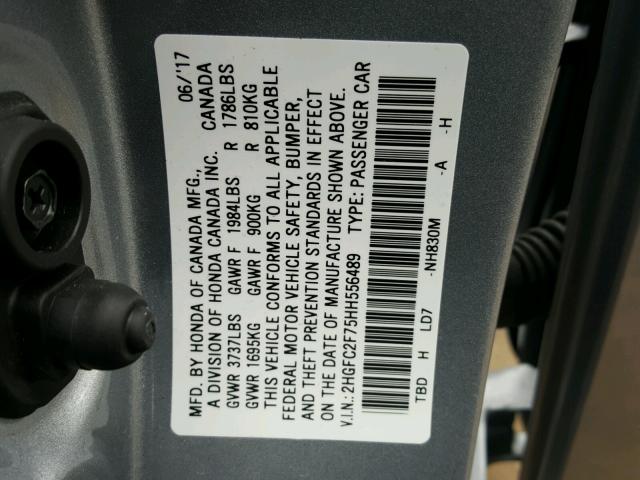 MFD. BY HONDA OF CANADA MFG., 06/'17
A DIVISION OF HONDA CANADA INC. CANADA
GVWR 3737LBS GAWR F 1984LBS R 1786LBS
GVWR 1695KG GAWR F 900KG R 810KG
THIS VEHICLE CONFORMS TO ALL APPLICABLE
FEDERAL MOTOR VEHICLE SAFETY, BUMPER,
AND THEFT PREVENTION STANDARDS IN EFFECT
ON THE DATE OF MANUFACTURE SHOWN ABOVE.
V.I.N.: 2HGFC2F75HH556489 TYPE: PASSENGER CAR
TBD H LD7 -NH830M -A -H